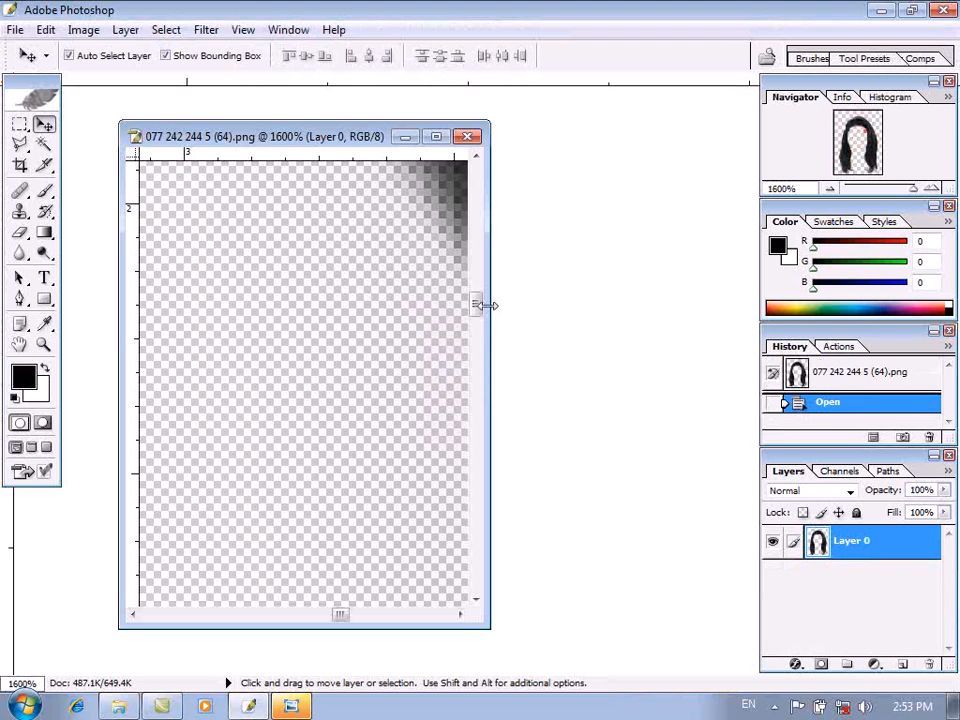 Adobe Photoshop
File Edit Image Layer Select Filter View Window Help
Auto Select Layer Show Bounding Box Brushes Tool Presets Comps
077 242 244 5 (64).png @ 1600% (Layer 0, RGB/8)
3
2
Navigator Info Histogram
1600%
Color Swatches Styles
R 0
G 0
B 0
History Actions
077 242 244 5 (64).png
Open
Layers Channels Paths
Normal Opacity: 100%
Lock: Fill: 100%
Layer 0
T
1600% Doc: 487.1K/649.4K Click and drag to move layer or selection. Use Shift and Alt for additional options.
EN 2:53 PM